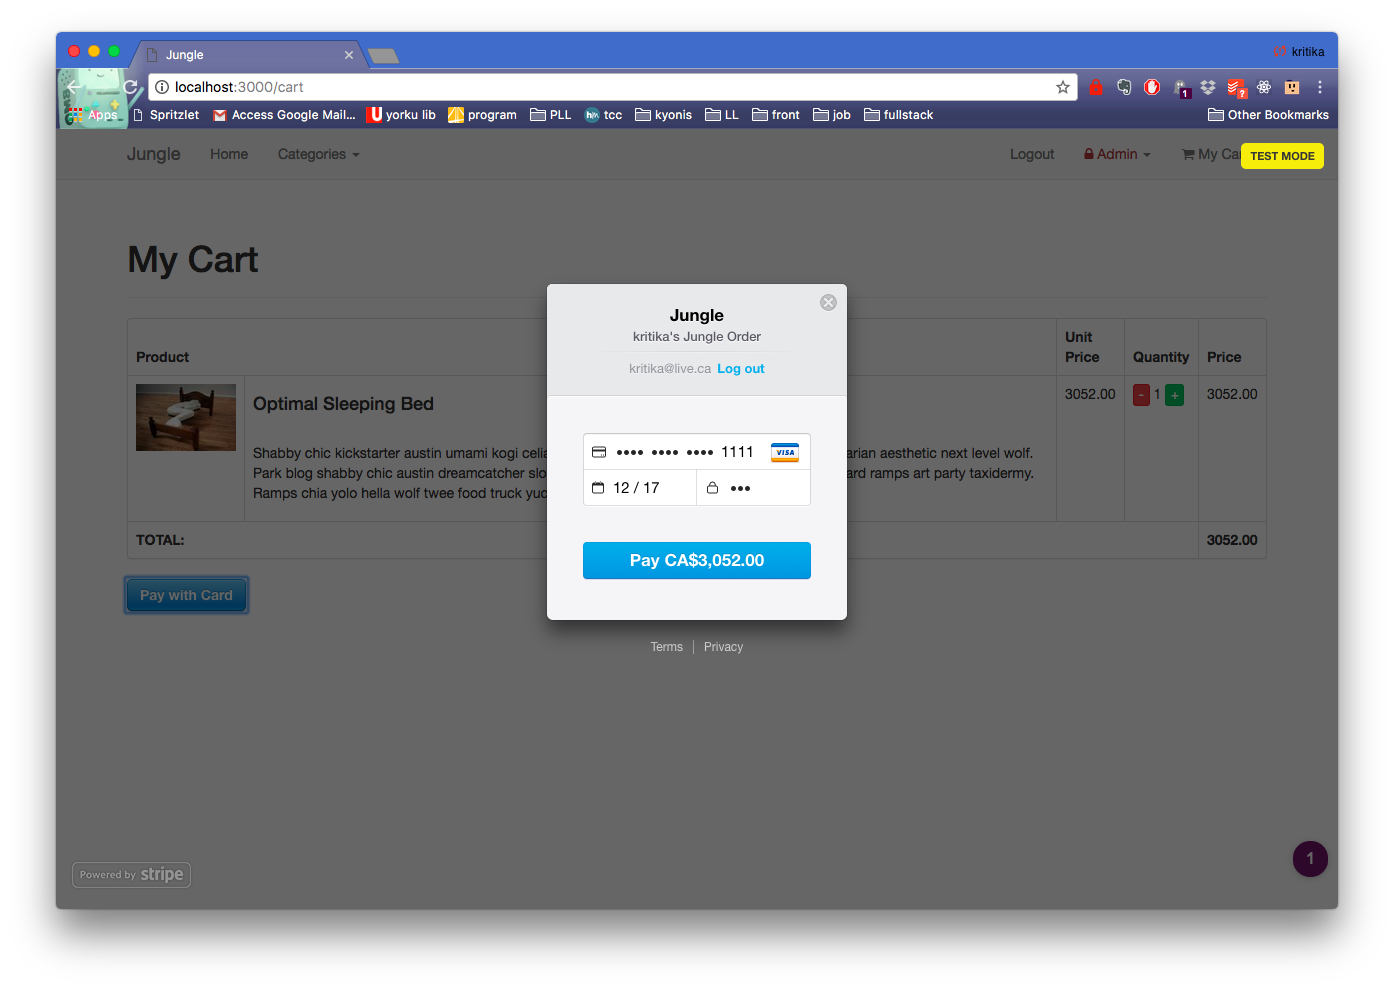 Jungle
kritika
localhost:3000/cart
1
?
Apps Spritzlet Access Google Mail... yorku lib program PLL hm tcc kyonis LL front job fullstack Other Bookmarks
Jungle Home Categories Logout Admin My Ca TEST MODE
My Cart
Product Unit Price Quantity Price
Optimal Sleeping Bed 3052.00 - 1 + 3052.00
Shabby chic kickstarter austin umami kogi celia arian aesthetic next level wolf.
Park blog shabby chic austin dreamcatcher slo ard ramps art party taxidermy.
Ramps chia yolo hella wolf twee food truck yuc
TOTAL: 3052.00
Pay with Card
Jungle
kritika's Jungle Order
kritika@live.ca Log out
•••• •••• •••• 1111 VISA
12 / 17 •••
Pay CA$3,052.00
Terms Privacy
Powered by stripe
1